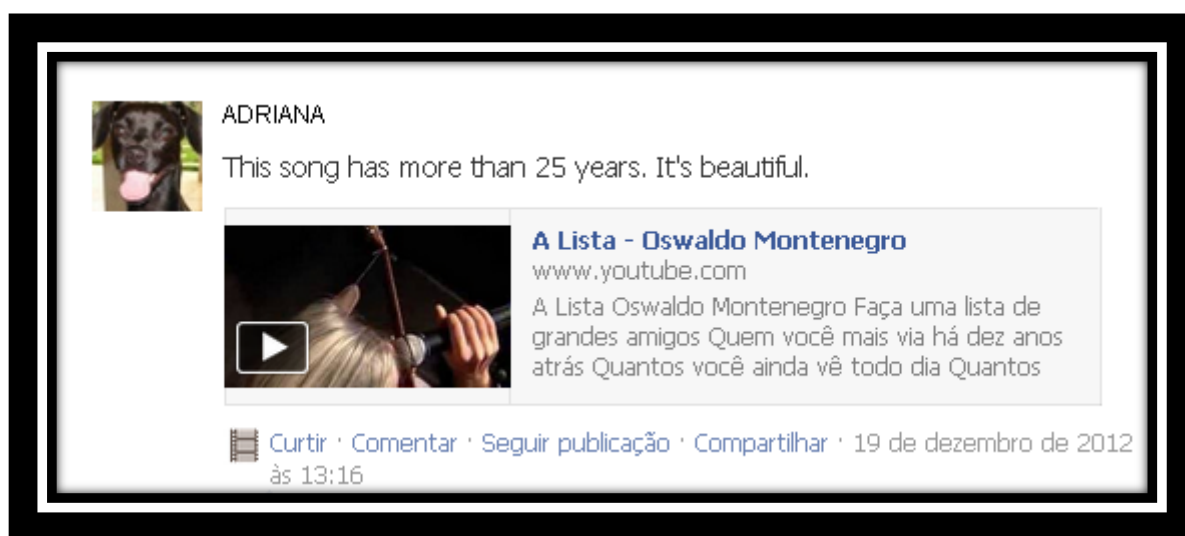 ADRIANA
This song has more than 25 years. It's beautiful.
A Lista - Oswaldo Montenegro
www.youtube.com
A Lista Oswaldo Montenegro Faça uma lista de
grandes amigos Quem você mais via há dez anos
atrás Quantos você ainda vê todo dia Quantos
Curtir · Comentar · Seguir publicação · Compartilhar · 19 de dezembro de 2012
às 13:16